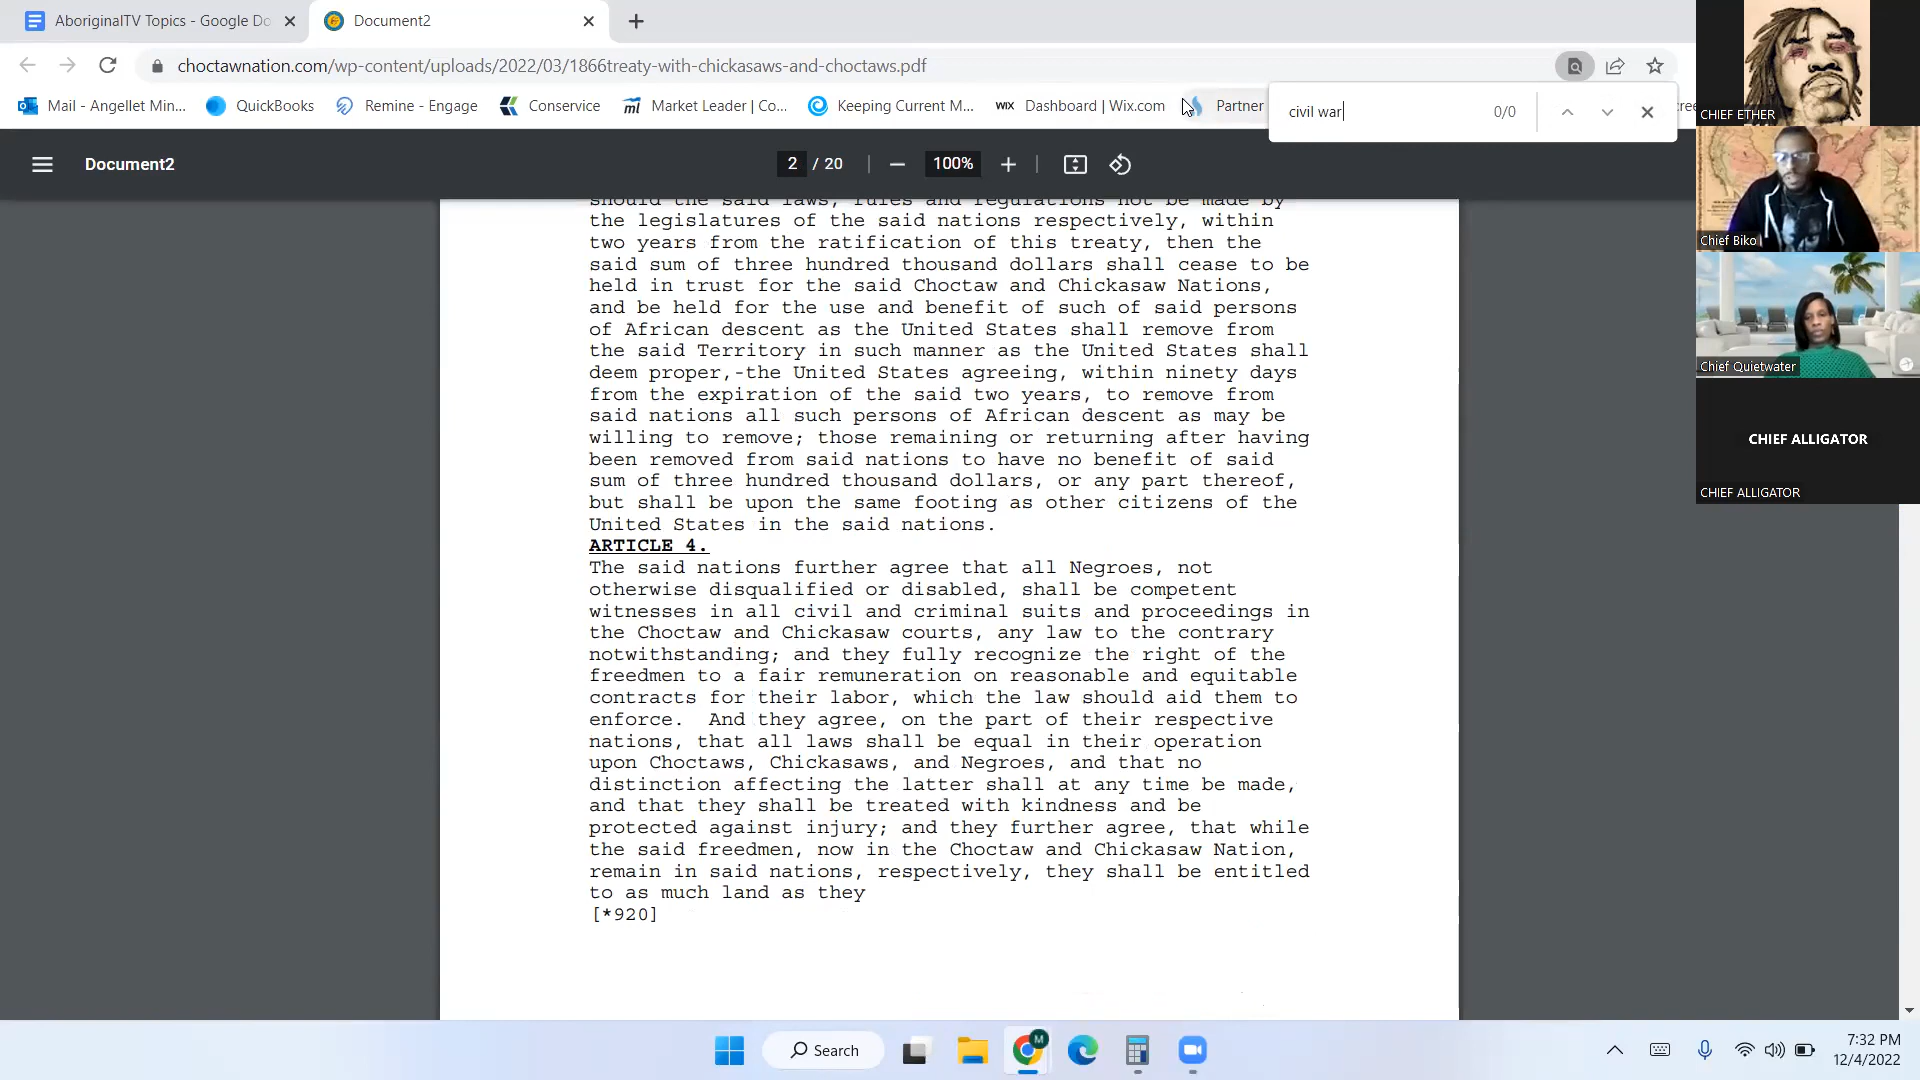 AboriginalTV Topics - Google Do
Document2
choctawnation.com/wp-content/uploads/2022/03/1866treaty-with-chickasaws-and-choctaws.pdf
Mail - Angellet Min...
QuickBooks
Remine - Engage
Conservice
Market Leader | Co...
Keeping Current M...
WIX Dashboard | Wix.com
Partner
civil war
0/0
Document2
2 / 20
100%
should the said laws, rules and regulations not be made by
the legislatures of the said nations respectively, within
two years from the ratification of this treaty, then the
said sum of three hundred thousand dollars shall cease to be
held in trust for the said Choctaw and Chickasaw Nations,
and be held for the use and benefit of such of said persons
of African descent as the United States shall remove from
the said Territory in such manner as the United States shall
deem proper,-the United States agreeing, within ninety days
from the expiration of the said two years, to remove from
said nations all such persons of African descent as may be
willing to remove; those remaining or returning after having
been removed from said nations to have no benefit of said
sum of three hundred thousand dollars, or any part thereof,
but shall be upon the same footing as other citizens of the
United States in the said nations.
ARTICLE 4.
The said nations further agree that all Negroes, not
otherwise disqualified or disabled, shall be competent
witnesses in all civil and criminal suits and proceedings in
the Choctaw and Chickasaw courts, any law to the contrary
notwithstanding; and they fully recognize the right of the
freedmen to a fair remuneration on reasonable and equitable
contracts for their labor, which the law should aid them to
enforce.  And they agree, on the part of their respective
nations, that all laws shall be equal in their operation
upon Choctaws, Chickasaws, and Negroes, and that no
distinction affecting the latter shall at any time be made,
and that they shall be treated with kindness and be
protected against injury; and they further agree, that while
the said freedmen, now in the Choctaw and Chickasaw Nation,
remain in said nations, respectively, they shall be entitled
to as much land as they
[*920]
CHIEF ETHER
Chief Biko
Chief Quietwater
CHIEF ALLIGATOR
CHIEF ALLIGATOR
Search
M
7:32 PM
12/4/2022